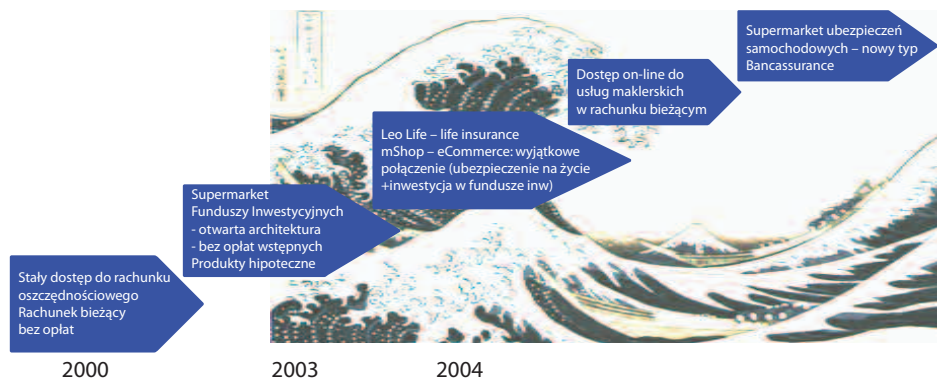 Supermarket ubezpieczeń
samochodowych – nowy typ
Bancassurance
Dostęp on-line do
usług maklerskich
w rachunku bieżącym
Leo Life – life insurance
mShop – eCommerce: wyjątkowe
połączenie (ubezpieczenie na życie
+inwestycja w fundusze inw)
Supermarket
Funduszy Inwestycyjnych
- otwarta architektura
- bez opłat wstępnych
Produkty hipoteczne
Stały dostęp do rachunku
oszczędnościowego
Rachunek bieżący
bez opłat
2000
2003
2004